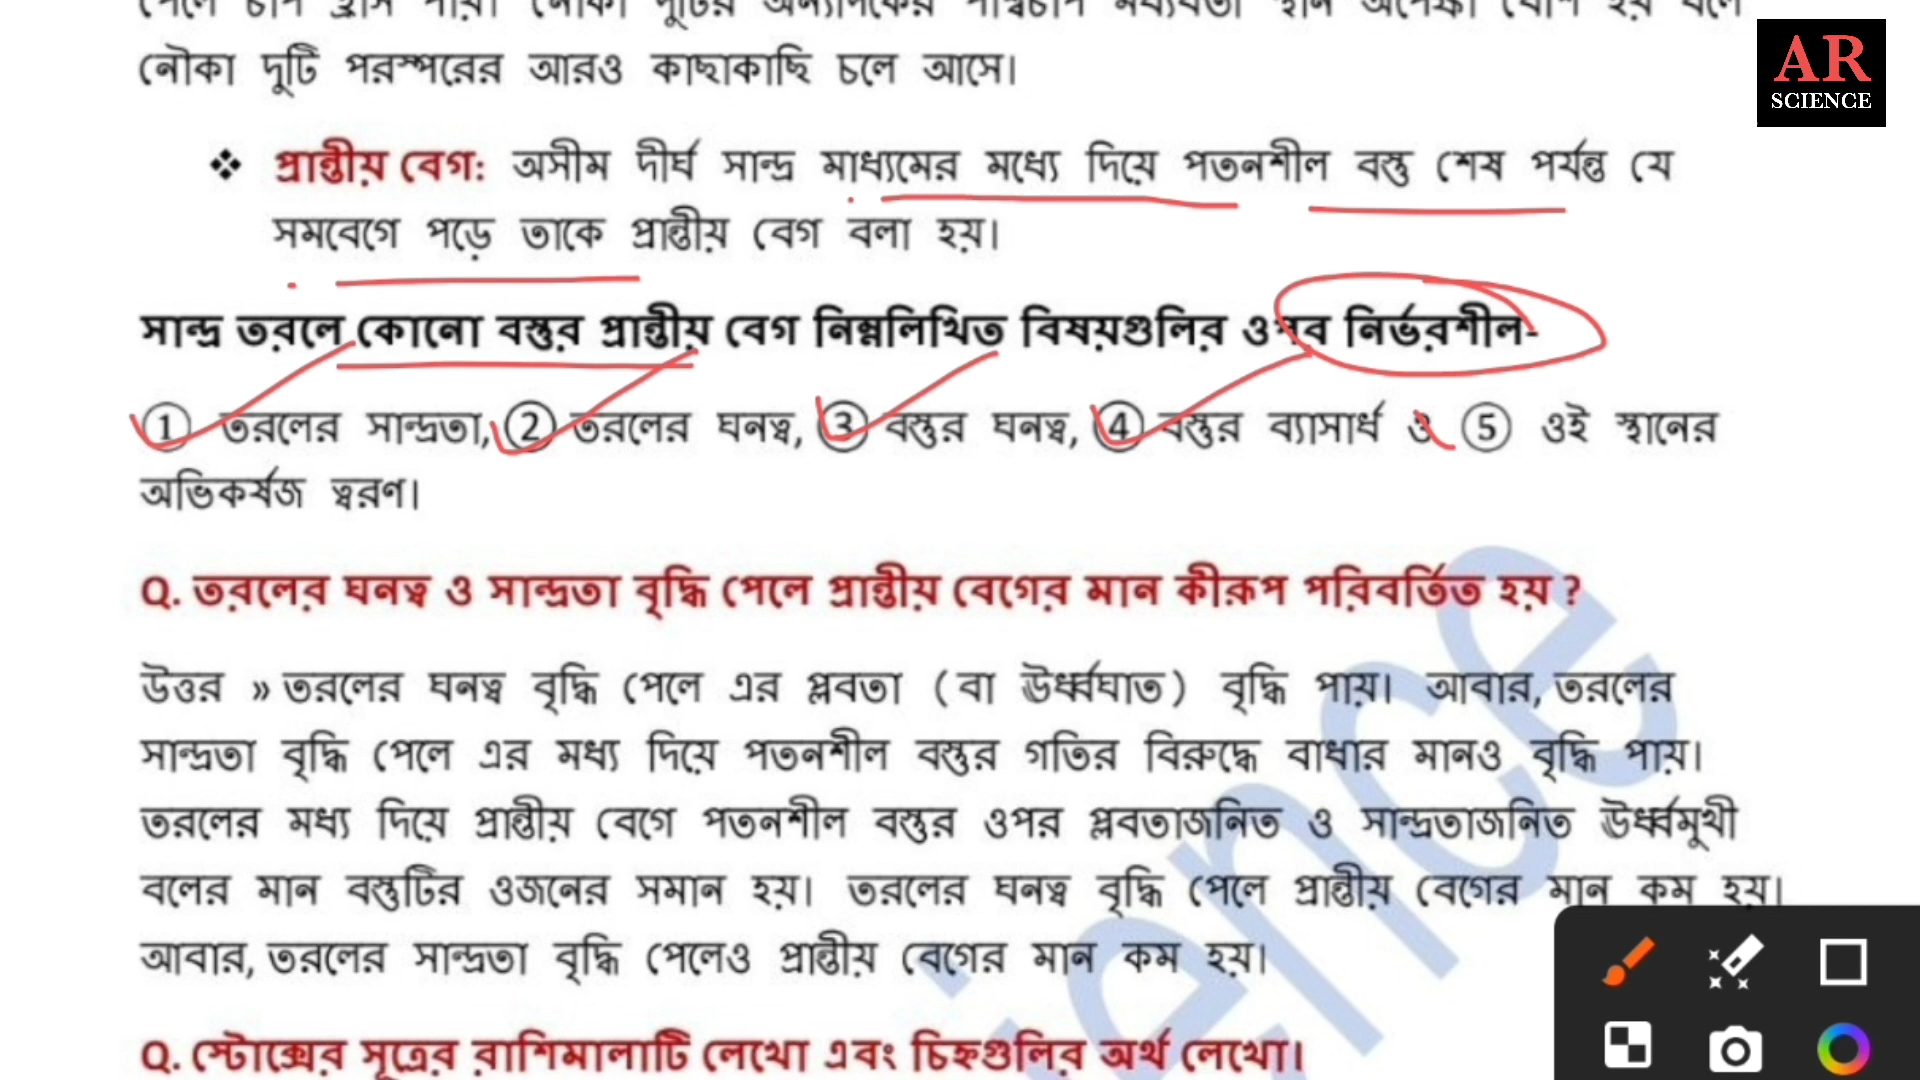 নৌকা দুটি পরস্পরের আরও কাছাকাছি চলে আসে।
AR
SCIENCE
❖ প্রান্তীয় বেগ: অসীম দীর্ঘ সান্দ্র মাধ্যমের মধ্যে দিয়ে পতনশীল বস্তু শেষ পর্যন্ত যে
সমবেগে পড়ে তাকে প্রান্তীয় বেগ বলা হয়।
সান্দ্র তরলে কোনো বস্তুর প্রান্তীয় বেগ নিম্নলিখিত বিষয়গুলির ওপর নির্ভরশীল-
① তরলের সান্দ্রতা, ② তরলের ঘনত্ব, ③ বস্তুর ঘনত্ব, ④ বস্তুর ব্যাসার্ধ ও ⑤ ওই স্থানের
অভিকর্ষজ ত্বরণ।
Q. তরলের ঘনত্ব ও সান্দ্রতা বৃদ্ধি পেলে প্রান্তীয় বেগের মান কীরূপ পরিবর্তিত হয় ?
উত্তর » তরলের ঘনত্ব বৃদ্ধি পেলে এর প্লবতা (বা ঊর্ধ্বঘাত) বৃদ্ধি পায়। আবার, তরলের
সান্দ্রতা বৃদ্ধি পেলে এর মধ্য দিয়ে পতনশীল বস্তুর গতির বিরুদ্ধে বাধার মানও বৃদ্ধি পায়।
তরলের মধ্য দিয়ে প্রান্তীয় বেগে পতনশীল বস্তুর ওপর প্লবতাজনিত ও সান্দ্রতাজনিত ঊর্ধ্বমুখী
বলের মান বস্তুটির ওজনের সমান হয়। তরলের ঘনত্ব বৃদ্ধি পেলে প্রান্তীয় বেগের মান কম হয়।
আবার, তরলের সান্দ্রতা বৃদ্ধি পেলেও প্রান্তীয় বেগের মান কম হয়।
Q. স্টোক্সের সূত্রের রাশিমালাটি লেখো এবং চিহ্নগুলির অর্থ লেখো।